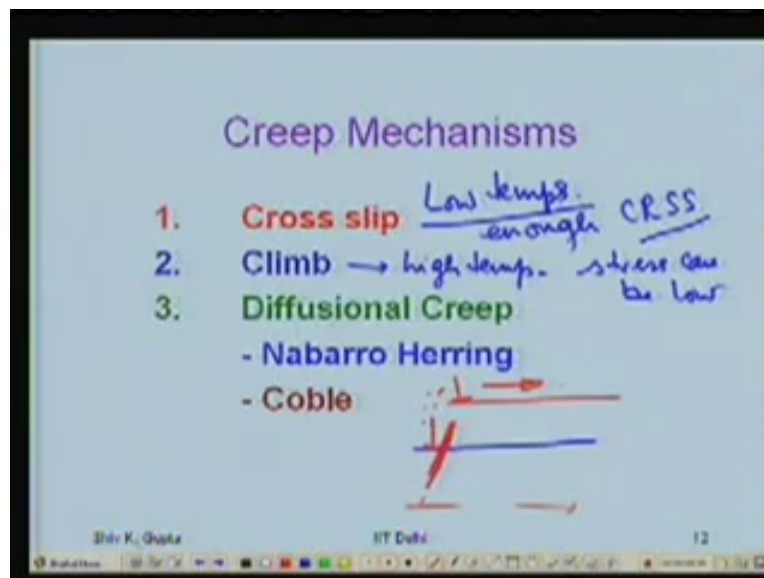 Creep Mechanisms
1. Cross slip Low temps. enough CRSS
2. Climb → high temp. stress can be low
3. Diffusional Creep
- Nabarro Herring
- Coble
Shiv K. Gupta IIT Delhi 12